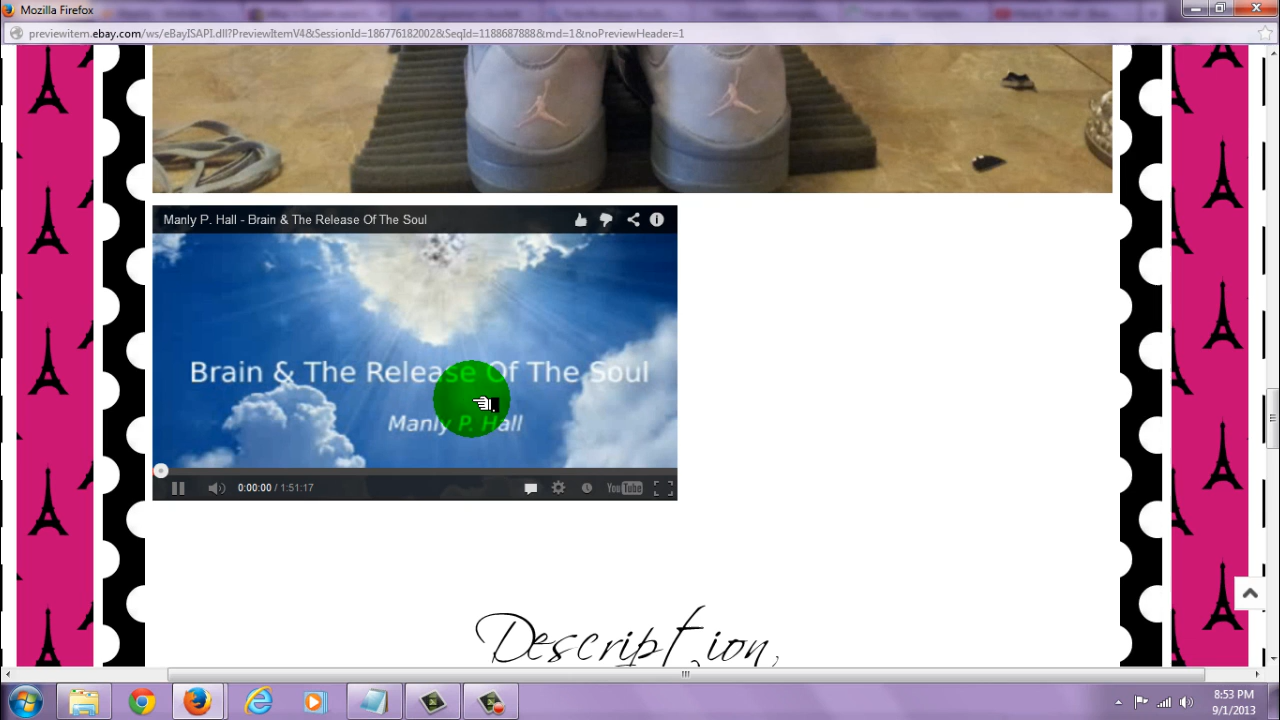 Mozilla Firefox
previewitem.ebay.com/ws/eBayISAPI.dll?PreviewItemV4&SessionId=186776182002&SeqId=1188687888&md=1&noPreviewHeader=1
Manly P. Hall - Brain & The Release Of The Soul
Brain & The Release Of The Soul
Manly P. Hall
0:00:00 / 1:51:17
YouTube
Description,
8:53 PM
9/1/2013